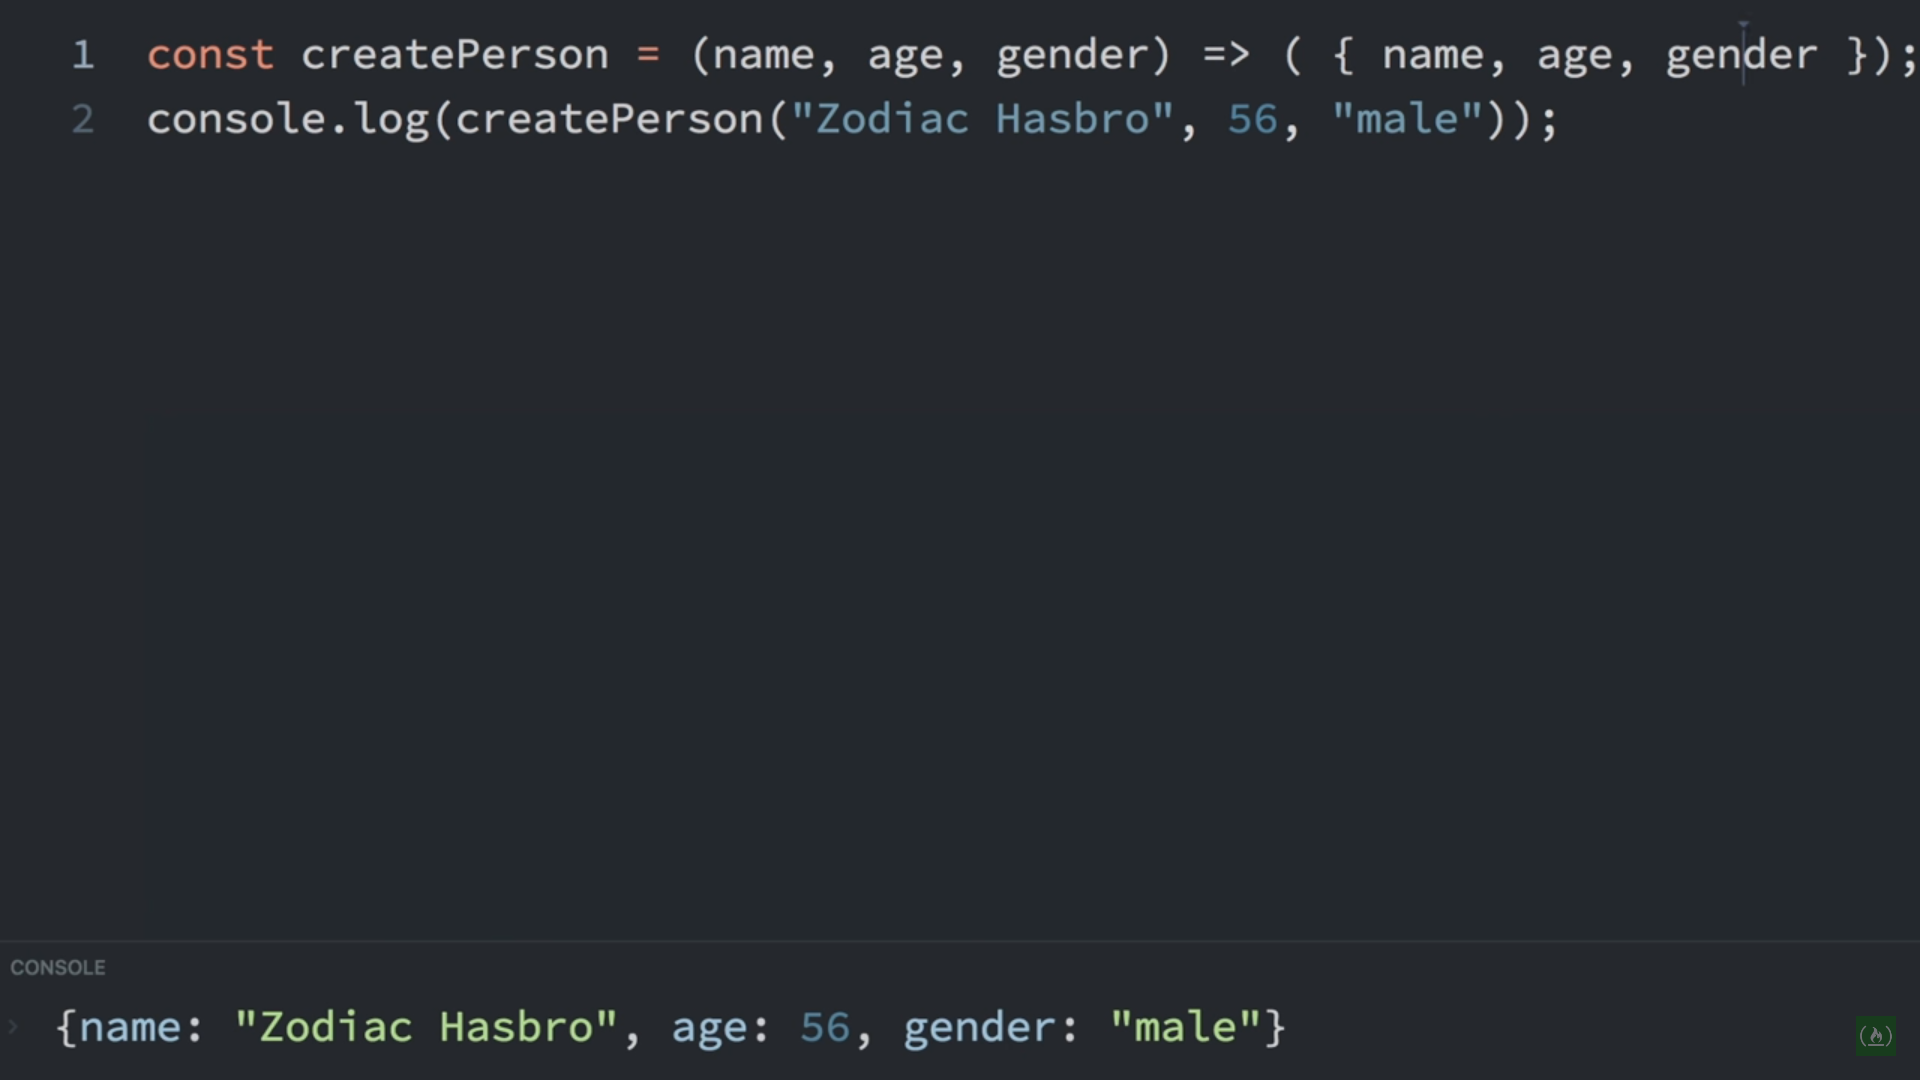 1 const createPerson = (name, age, gender) => ( { name, age, gender });
2 console.log(createPerson("Zodiac Hasbro", 56, "male"));
CONSOLE
› {name: "Zodiac Hasbro", age: 56, gender: "male"}